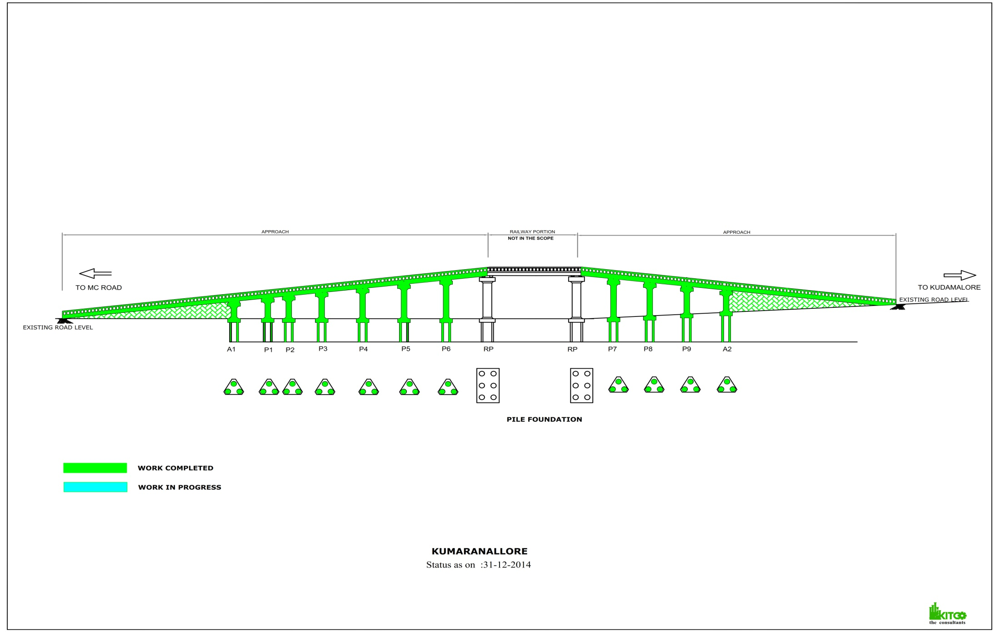 APPROACH
RAILWAY PORTION
NOT IN THE SCOPE
APPROACH
TO MC ROAD
TO KUDAMALORE
EXISTING ROAD LEVEL
EXISTING ROAD LEVEL
A1 P1 P2 P3 P4 P5 P6 RP RP P7 P8 P9 A2
PILE FOUNDATION
WORK COMPLETED
WORK IN PROGRESS
KUMARANALLORE
Status as on :31-12-2014
KITCO
the consultants